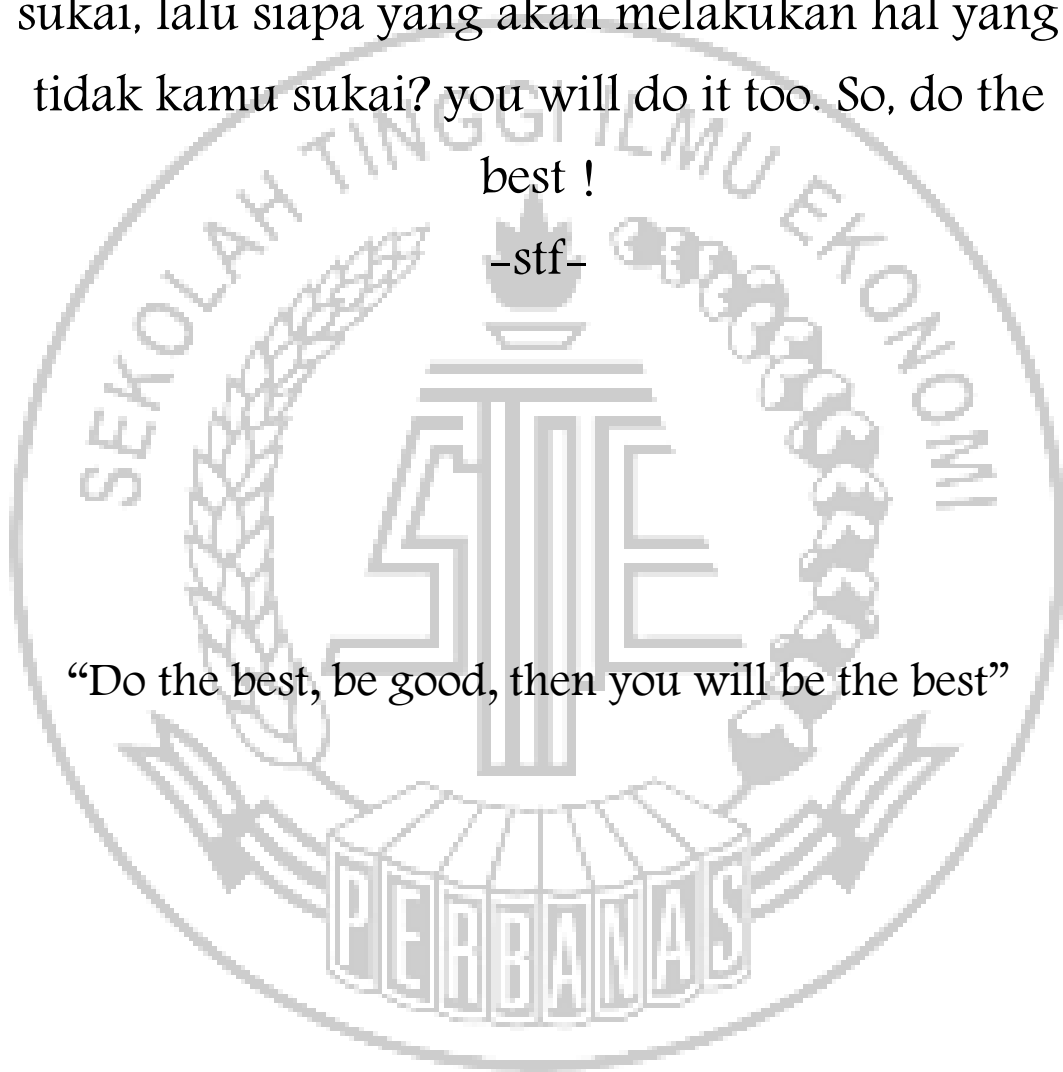 sukai, lalu siapa yang akan melakukan hal yang
tidak kamu sukai? you will do it too. So, do the
best !
-stf-
SEKOLAH TINGGI ILMU EKONOMI
STIE
“Do the best, be good, then you will be the best”
PERBANAS